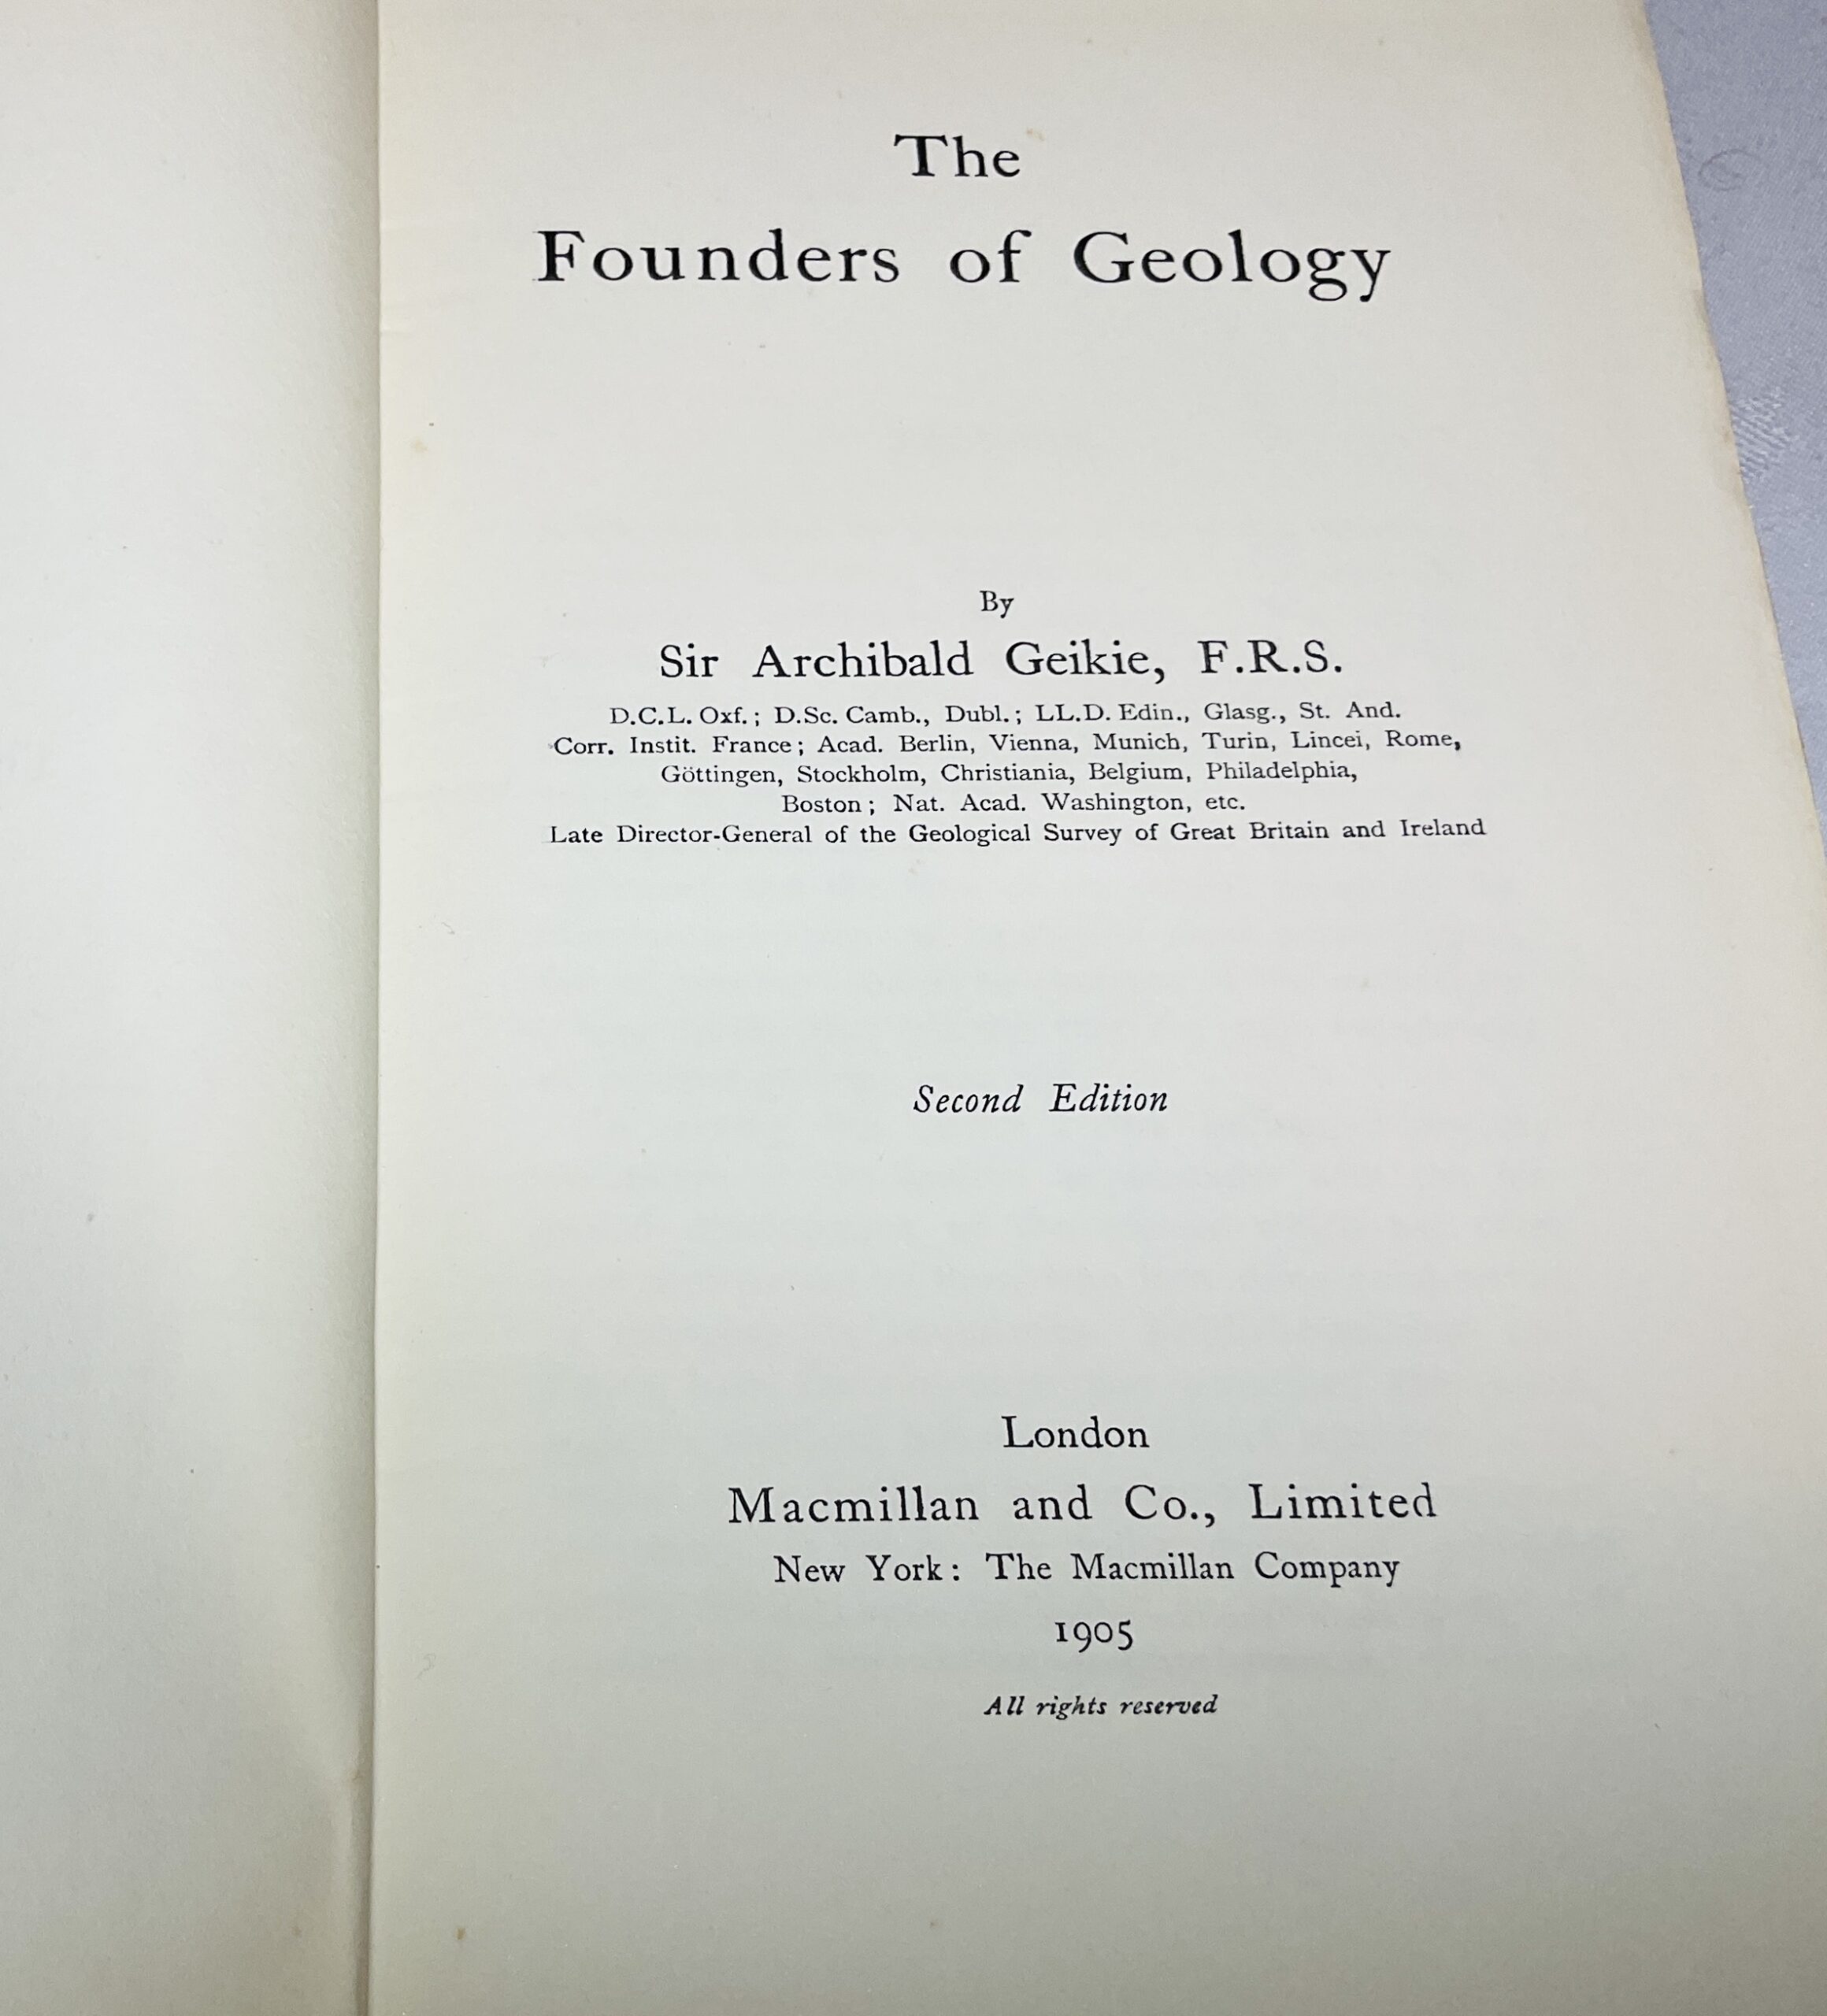 The
Founders of Geology
By
Sir Archibald Geikie, F.R.S.
D.C.L. Oxf.; D.Sc. Camb., Dubl.; LL.D. Edin., Glasg., St. And.
Corr. Instit. France; Acad. Berlin, Vienna, Munich, Turin, Lincei, Rome,
Göttingen, Stockholm, Christiania, Belgium, Philadelphia,
Boston; Nat. Acad. Washington, etc.
Late Director-General of the Geological Survey of Great Britain and Ireland
Second Edition
London
Macmillan and Co., Limited
New York: The Macmillan Company
1905
All rights reserved